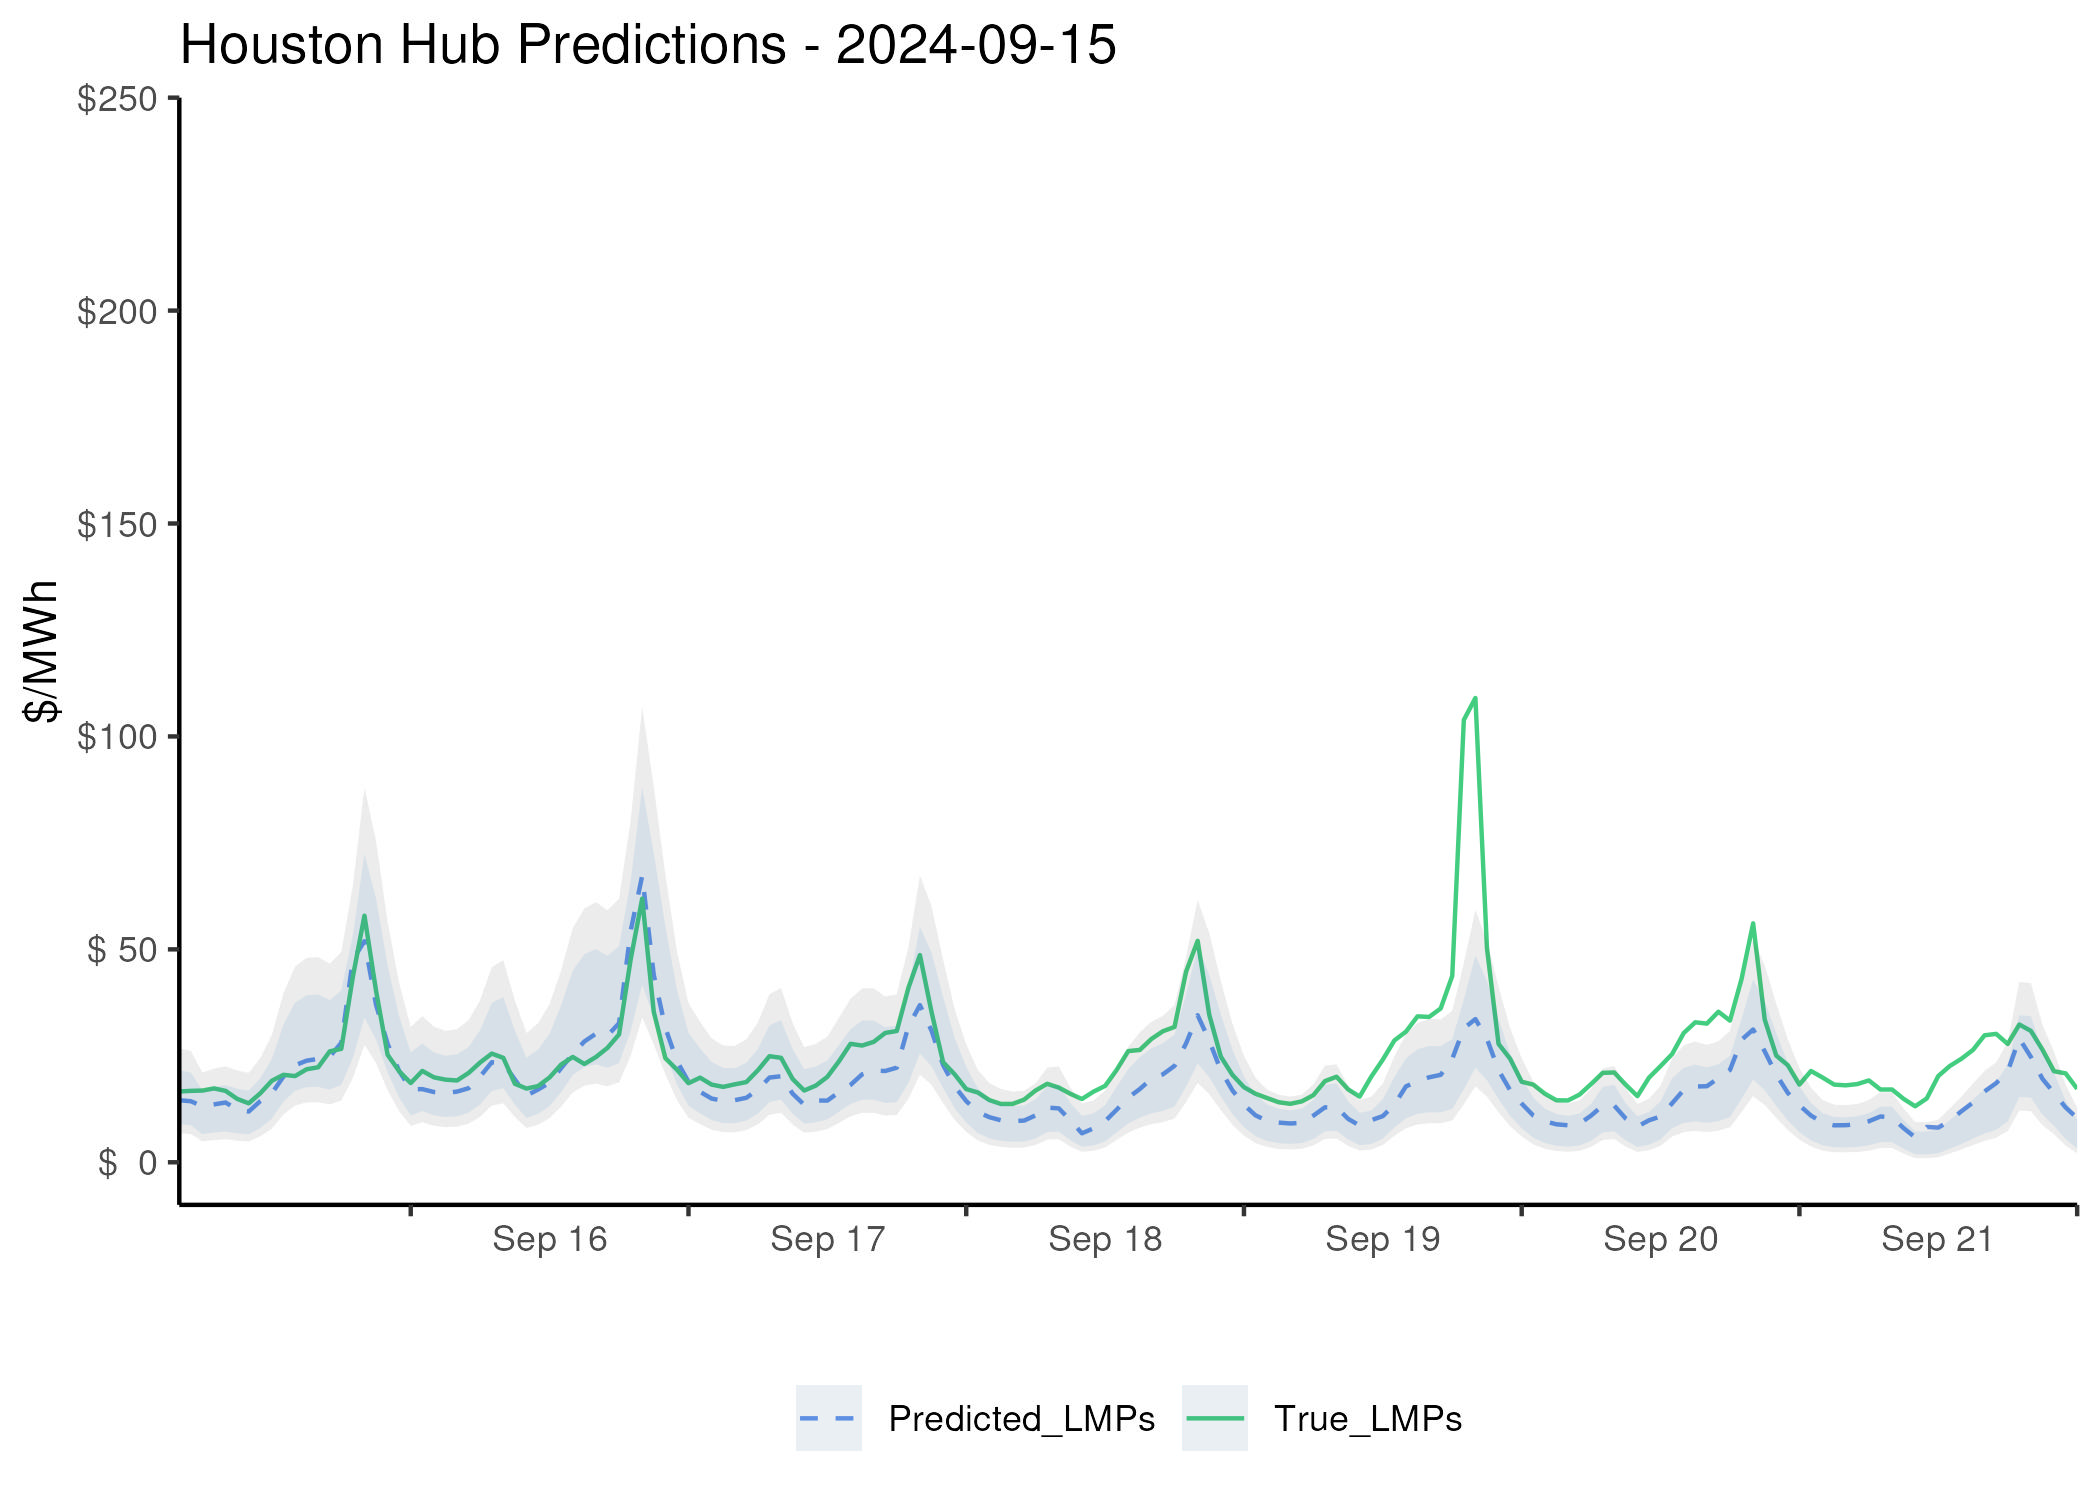 Houston Hub Predictions - 2024-09-15
$250
$200
$150
$100
$ 50
$ 0
$/MWh
Sep 16 Sep 17 Sep 18 Sep 19 Sep 20 Sep 21
Predicted_LMPs True_LMPs